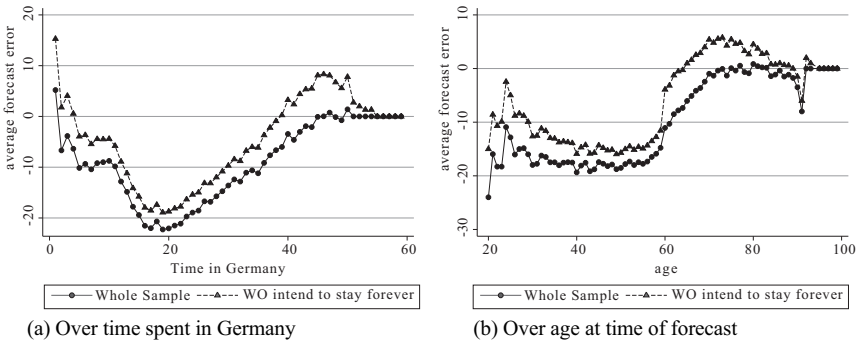 average forecast error
20
10
0
-10
-20
0
20
40
60
Time in Germany
Whole Sample
WO intend to stay forever
(a) Over time spent in Germany
average forecast error
10
0
-10
-20
-30
20
40
60
80
100
age
Whole Sample
WO intend to stay forever
(b) Over age at time of forecast